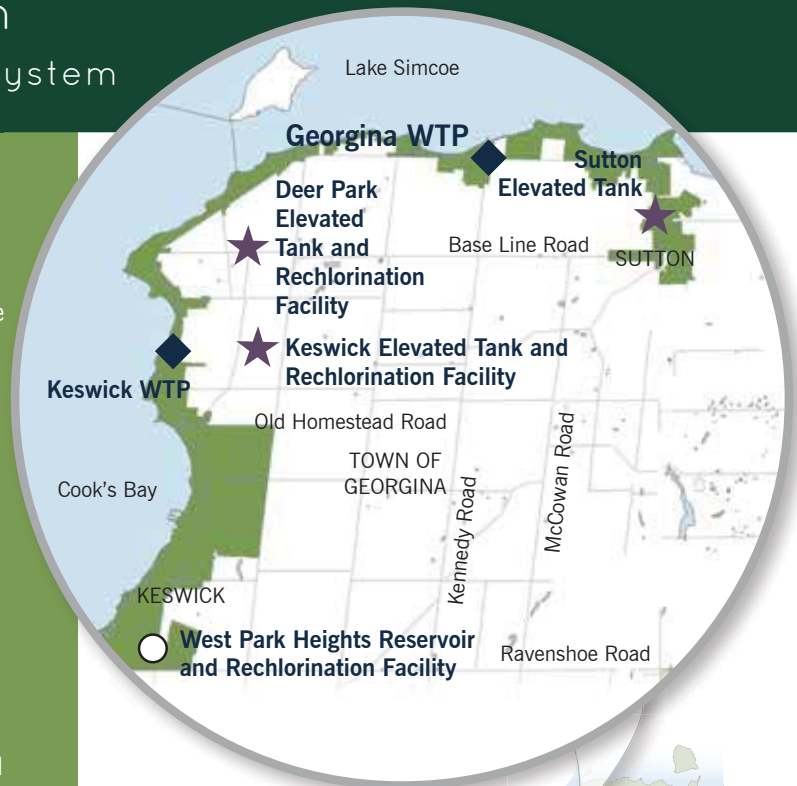 ystem
Lake Simcoe
Georgina WTP
Sutton
Elevated Tank
Deer Park
Elevated
Tank and
Rechlorination
Facility
Base Line Road
SUTTON
Keswick Elevated Tank and
Rechlorination Facility
Keswick WTP
Old Homestead Road
TOWN OF
GEORGINA
Cook's Bay
Kennedy Road
McCowan Road
KESWICK
West Park Heights Reservoir
and Rechlorination Facility
Ravenshoe Road